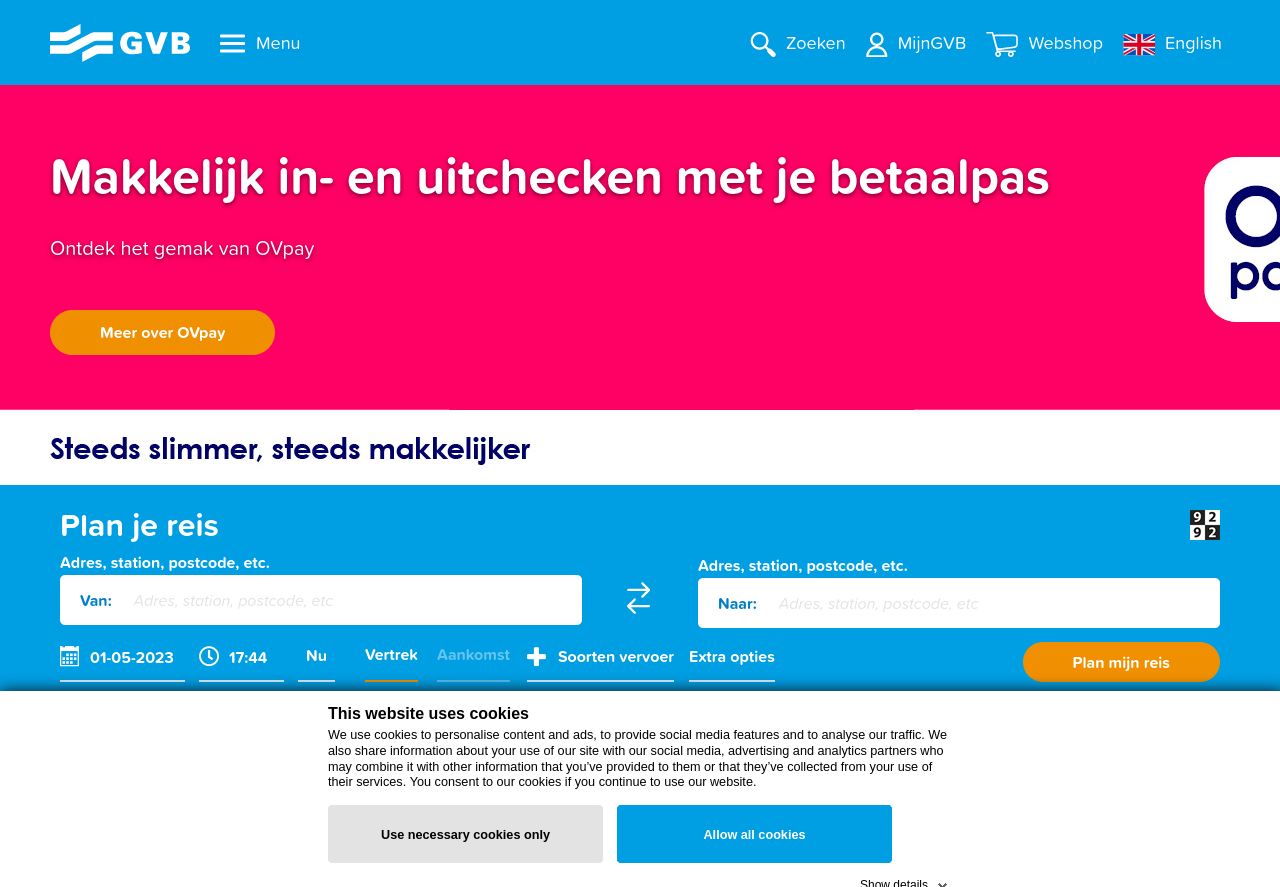 GVB
Menu
Zoeken
MijnGVB
Webshop
English
Makkelijk in- en uitchecken met je betaalpas
Ontdek het gemak van OVpay
Meer over OVpay
Steeds slimmer, steeds makkelijker
Plan je reis
9 2
9 2
Adres, station, postcode, etc.
Van: Adres, station, postcode, etc
Adres, station, postcode, etc.
Naar: Adres, station, postcode, etc
01-05-2023
17:44
Nu
Vertrek
Aankomst
Soorten vervoer
Extra opties
Plan mijn reis
This website uses cookies
We use cookies to personalise content and ads, to provide social media features and to analyse our traffic. We
also share information about your use of our site with our social media, advertising and analytics partners who
may combine it with other information that you’ve provided to them or that they’ve collected from your use of
their services. You consent to our cookies if you continue to use our website.
Use necessary cookies only
Allow all cookies
Show details